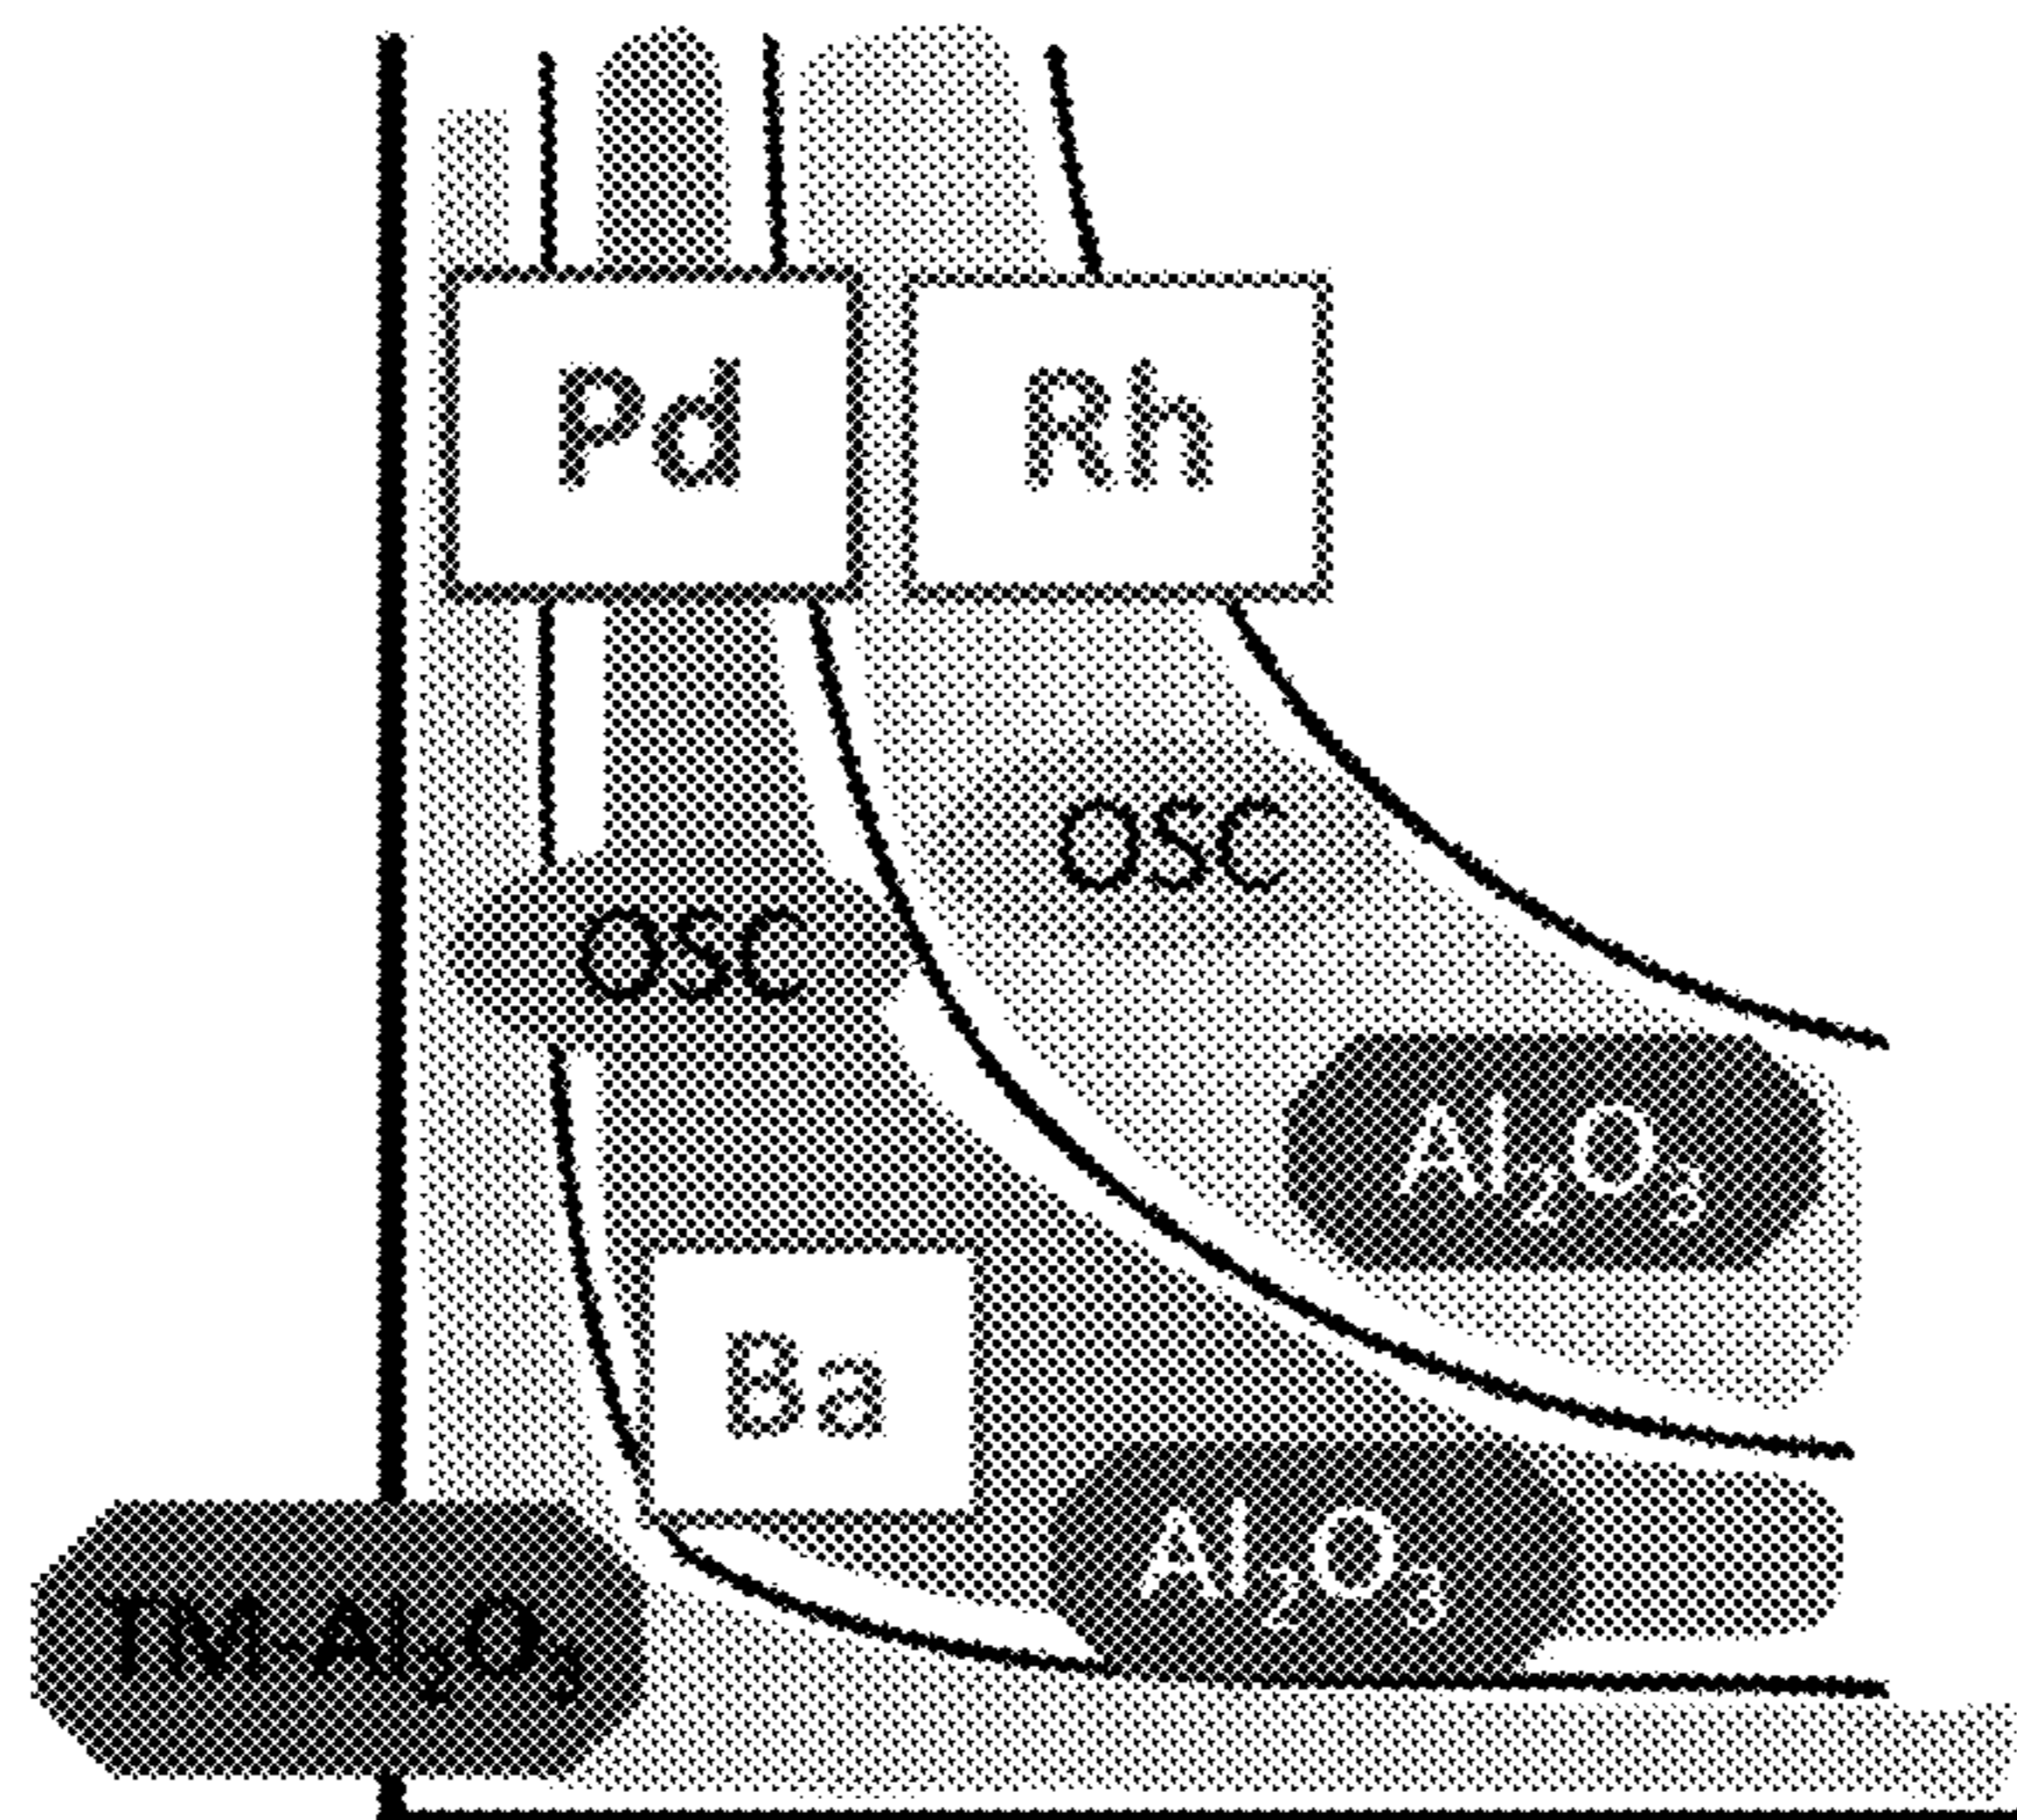 Pd
Rh
OSC
OSC
Al₂O₃
Ba
Al₂O₃
TM-Al₂O₃